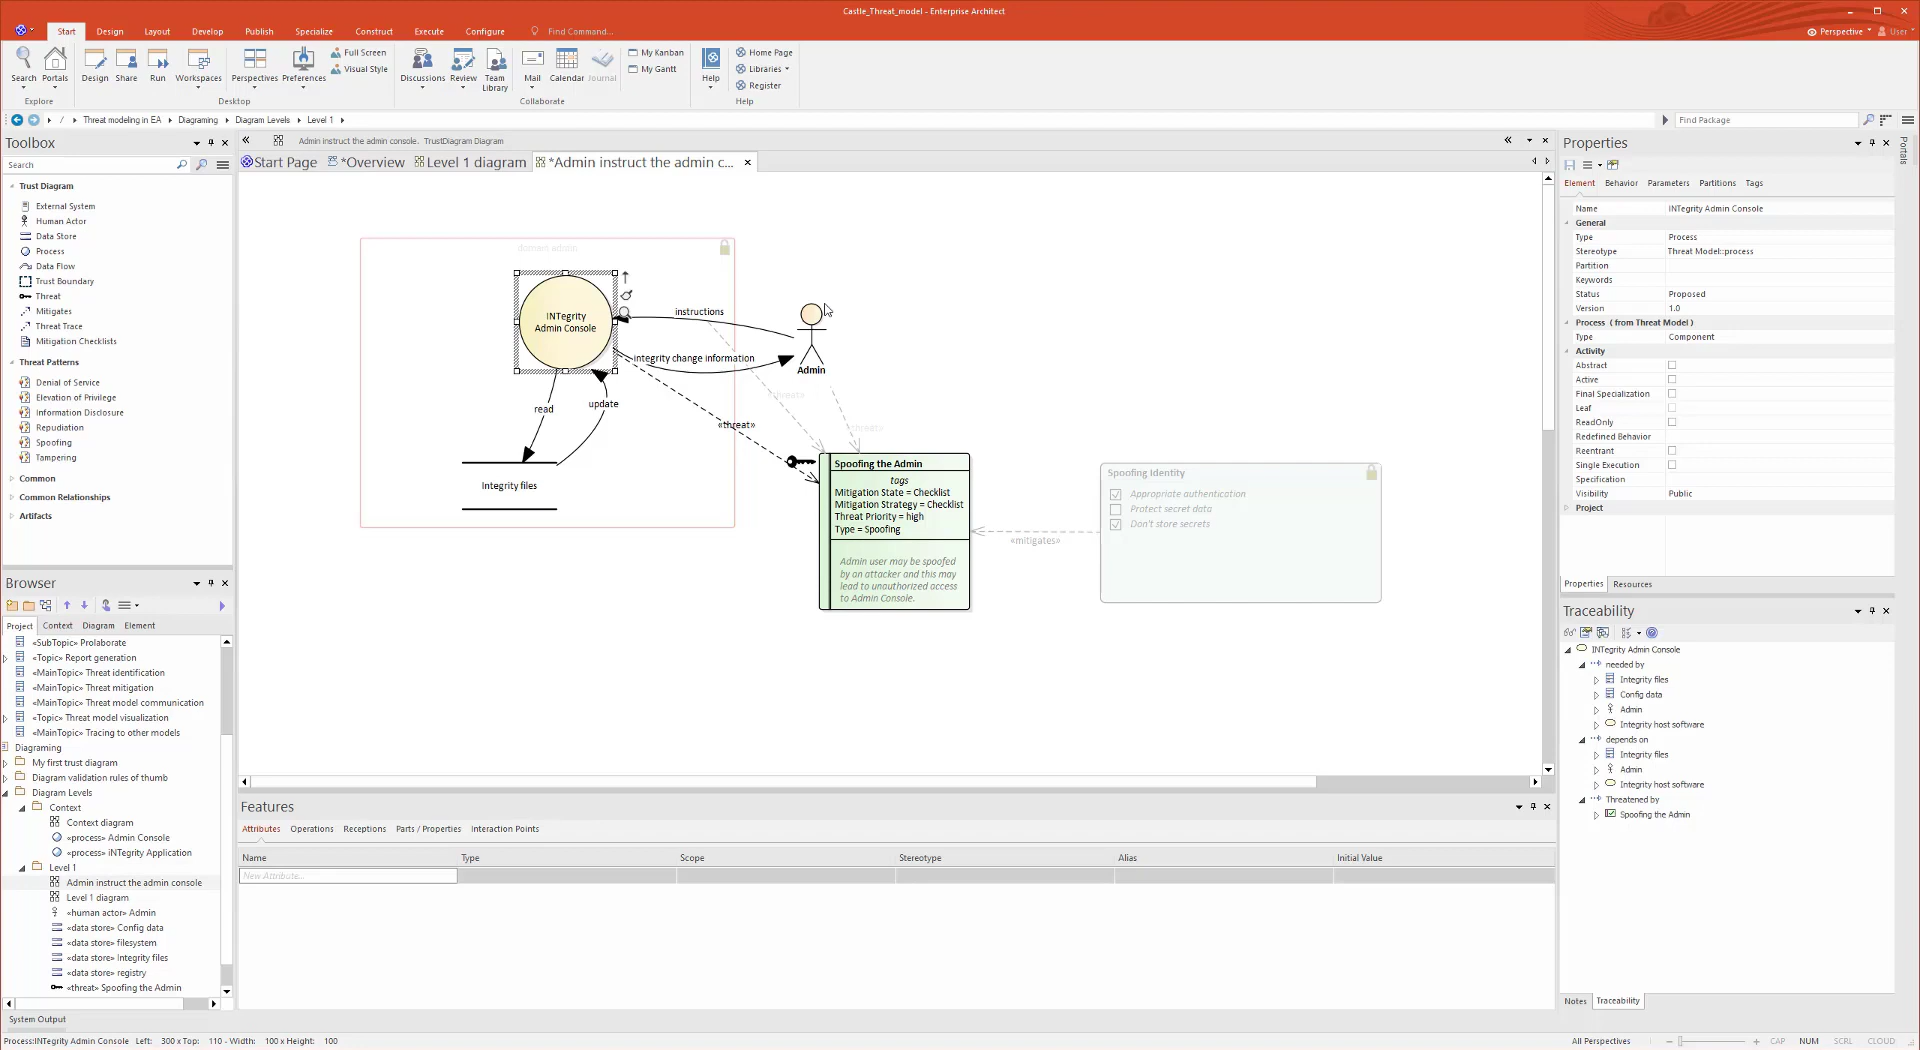 Castle_Threat_model - Enterprise Architect
Start Design Layout Develop Publish Specialize Construct Execute Configure Find Command... Perspective User
Search Portals Design Share Run Workspaces Perspectives Preferences Full Screen Visual Style Discussions Review Team Library Mail Calendar Journal My Kanban My Gantt Help Home Page Libraries Register
Explore Desktop Collaborate Help
/ Threat modeling in EA Diagraming Diagram Levels Level 1 Find Package
Toolbox
Search
Trust Diagram
External System
Human Actor
Data Store
Process
Data Flow
Trust Boundary
Threat
Mitigates
Threat Trace
Mitigation Checklists
Threat Patterns
Denial of Service
Elevation of Privilege
Information Disclosure
Repudiation
Spoofing
Tampering
Common
Common Relationships
Artifacts
Browser
Project Context Diagram Element
«SubTopic» Prolaborate
«Topic» Report generation
«MainTopic» Threat identification
«MainTopic» Threat mitigation
«MainTopic» Threat model communication
«Topic» Threat model visualization
«MainTopic» Tracing to other models
Diagraming
My first trust diagram
Diagram validation rules of thumb
Diagram Levels
Context
Context diagram
«process» Admin Console
«process» iNTegrity Application
Level 1
Admin instruct the admin console
Level 1 diagram
«human actor» Admin
«data store» Config data
«data store» filesystem
«data store» Integrity files
«data store» registry
«threat» Spoofing the Admin
System Output
Admin instruct the admin console. TrustDiagram Diagram
Start Page *Overview Level 1 diagram *Admin instruct the admin c...
domain admin
INTegrity
Admin Console
instructions
integrity change information
Admin
read
update
Integrity files
«threat»
«threat»
«threat»
Spoofing the Admin
tags
Mitigation State = Checklist
Mitigation Strategy = Checklist
Threat Priority = high
Type = Spoofing
Admin user may be spoofed
by an attacker and this may
lead to unauthorized access
to Admin Console.
«mitigates»
Spoofing Identity
Appropriate authentication
Protect secret data
Don't store secrets
Features
Attributes Operations Receptions Parts / Properties Interaction Points
Name Type Scope Stereotype Alias Initial Value
New Attribute...
Properties
Element Behavior Parameters Partitions Tags
Name INTegrity Admin Console
General
Type Process
Stereotype Threat Model::process
Partition
Keywords
Status Proposed
Version 1.0
Process ( from Threat Model )
Type Component
Activity
Abstract
Active
Final Specialization
Leaf
ReadOnly
Redefined Behavior
Reentrant
Single Execution
Specification
Visibility Public
Project
Properties Resources
Traceability
INTegrity Admin Console
needed by
Integrity files
Config data
Admin
Integrity host software
depends on
Integrity files
Admin
Integrity host software
Threatened by
Spoofing the Admin
Notes Traceability
Portals
Process:INTegrity Admin Console Left: 300 x Top: 110 - Width: 100 x Height: 100 All Perspectives CAP NUM SCRL CLOUD